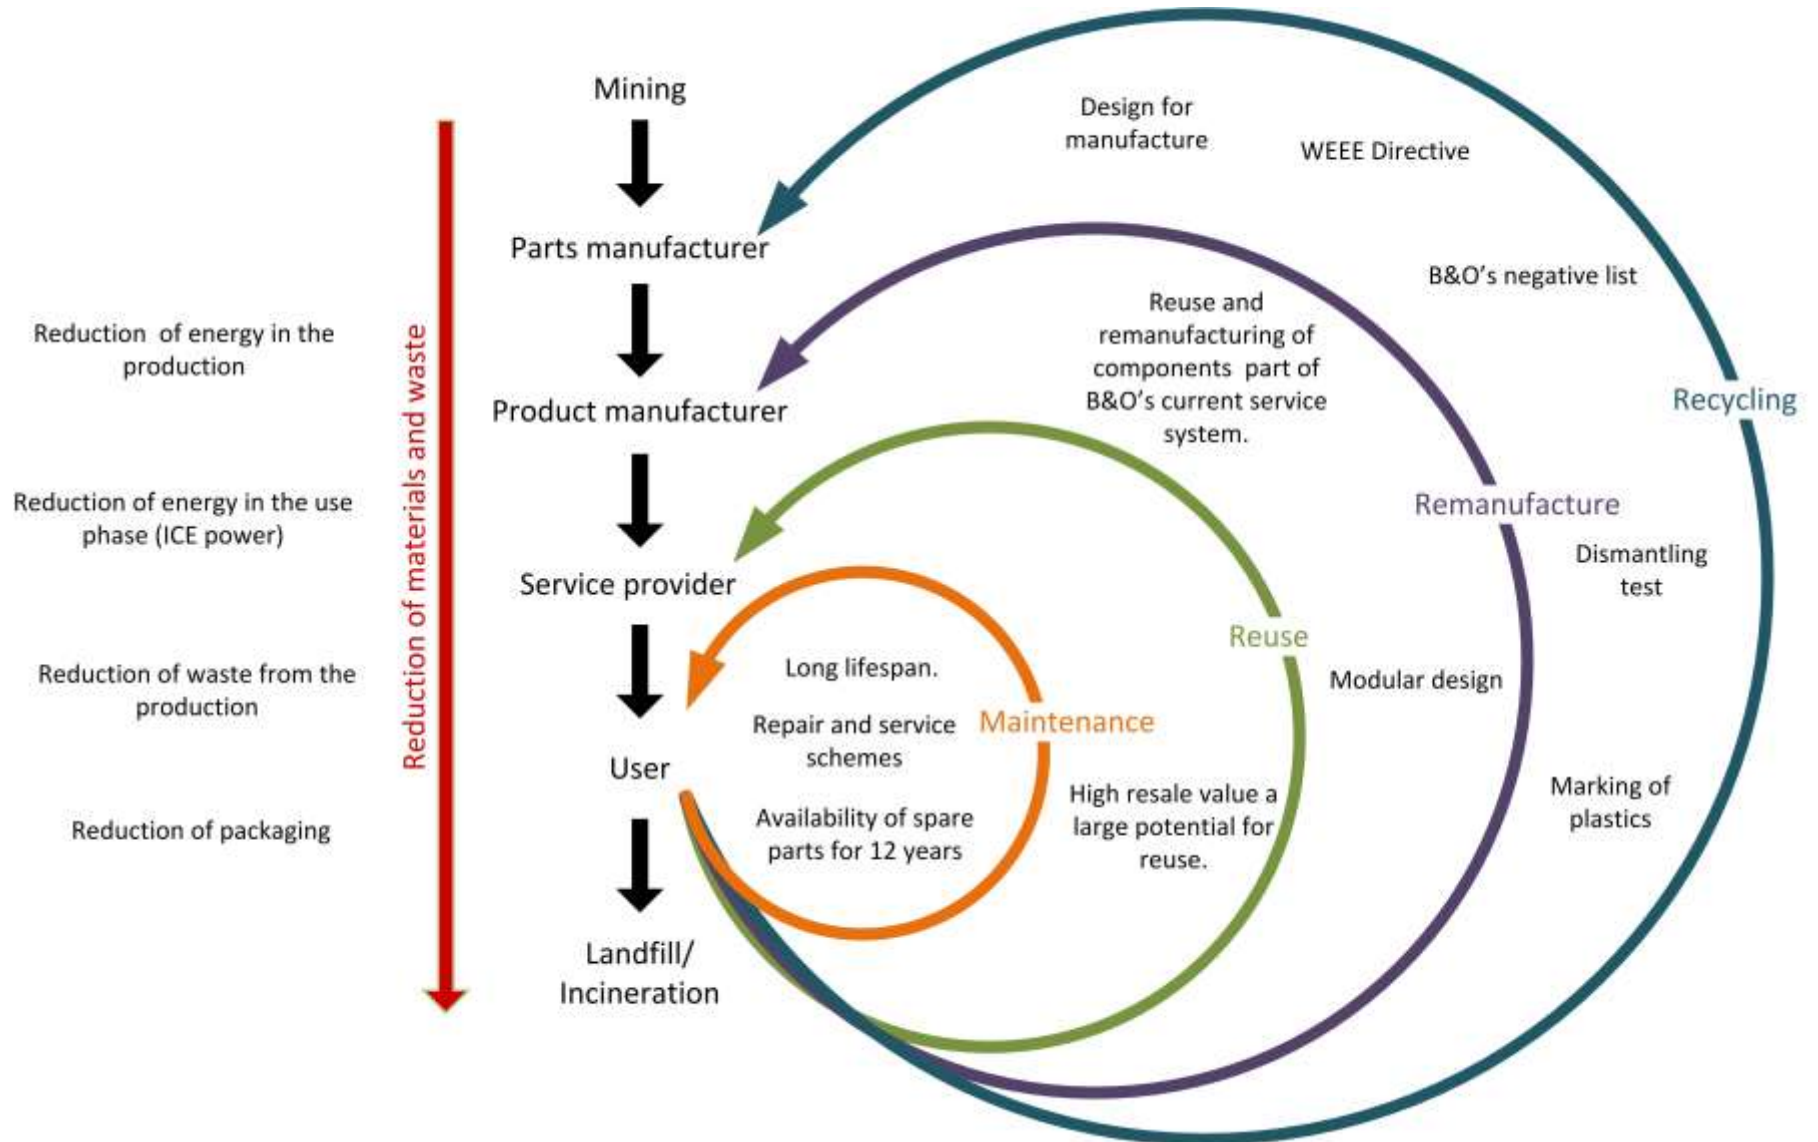 Mining
Parts manufacturer
Product manufacturer
Service provider
User
Landfill/
Incineration
Reduction of materials and waste
Reduction of energy in the
production
Reduction of energy in the use
phase (ICE power)
Reduction of waste from the
production
Reduction of packaging
Long lifespan.
Repair and service
schemes
Availability of spare
parts for 12 years
Maintenance
High resale value a
large potential for
reuse.
Reuse
Reuse and
remanufacturing of
components part of
B&O’s current service
system.
Modular design
Remanufacture
Design for
manufacture
WEEE Directive
B&O’s negative list
Recycling
Dismantling
test
Marking of
plastics